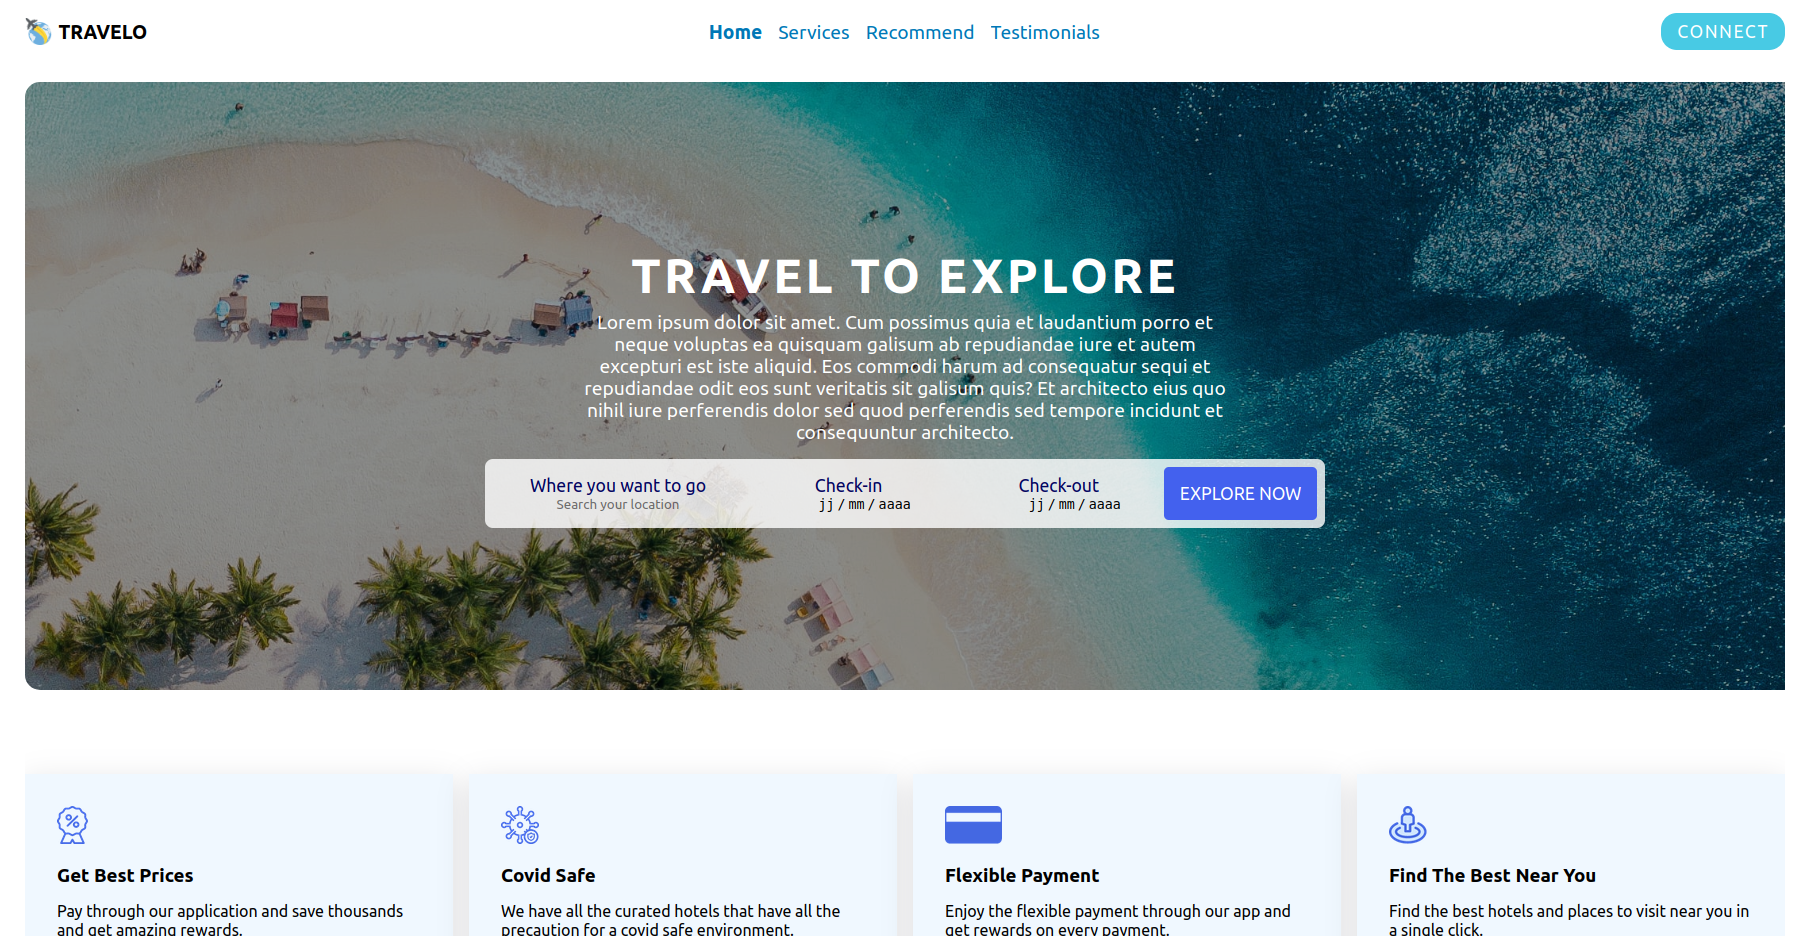 TRAVELO
Home Services Recommend Testimonials
CONNECT
TRAVEL TO EXPLORE
Lorem ipsum dolor sit amet. Cum possimus quia et laudantium porro et
neque voluptas ea quisquam galisum ab repudiandae iure et autem
excepturi est iste aliquid. Eos commodi harum ad consequatur sequi et
repudiandae odit eos sunt veritatis sit galisum quis? Et architecto eius quo
nihil iure perferendis dolor sed quod perferendis sed tempore incidunt et
consequuntur architecto.
Where you want to go
Search your location
Check-in
jj / mm / aaaa
Check-out
jj / mm / aaaa
EXPLORE NOW
Get Best Prices
Pay through our application and save thousands
and get amazing rewards.
Covid Safe
We have all the curated hotels that have all the
precaution for a covid safe environment.
Flexible Payment
Enjoy the flexible payment through our app and
get rewards on every payment.
Find The Best Near You
Find the best hotels and places to visit near you in
a single click.